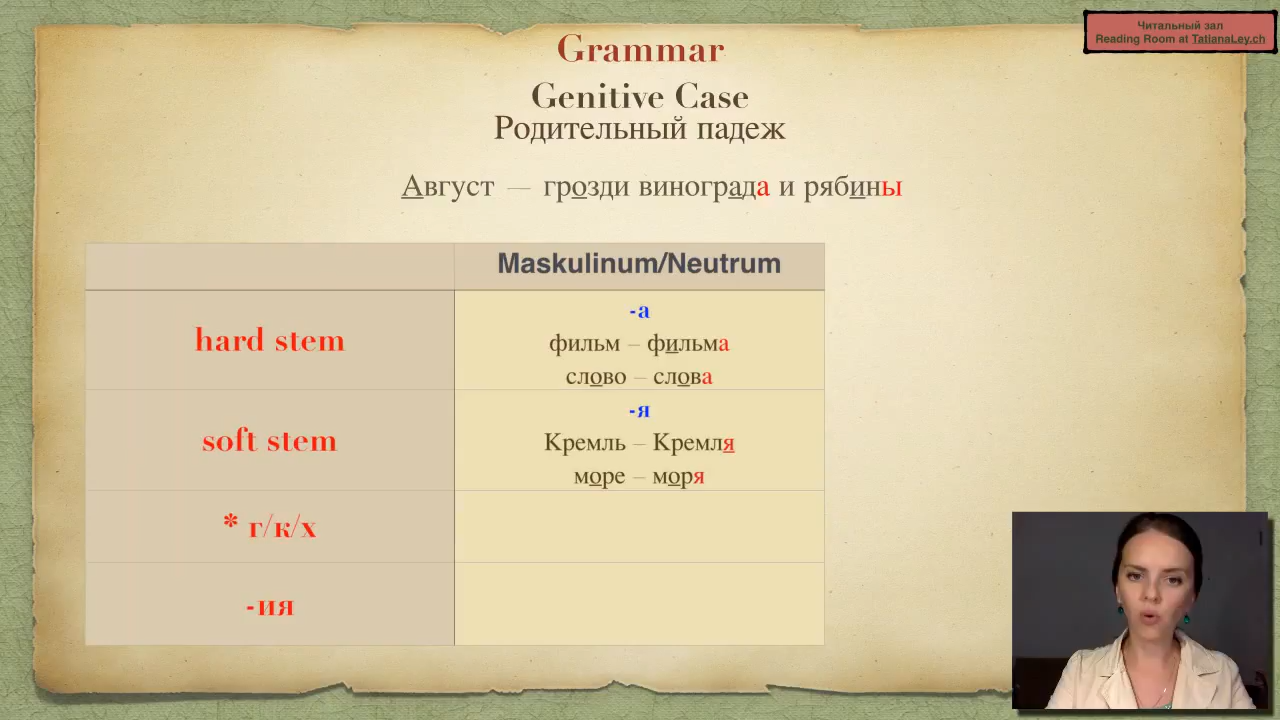 Читальный зал
Reading Room at TatianaLey.ch
Grammar
Genitive Case
Родительный падеж
Август — грозди винограда и рябины
Maskulinum/Neutrum
hard stem
-а
фильм – фильма
слово – слова
soft stem
-я
Кремль – Кремля
море – моря
* г/к/х
-ия